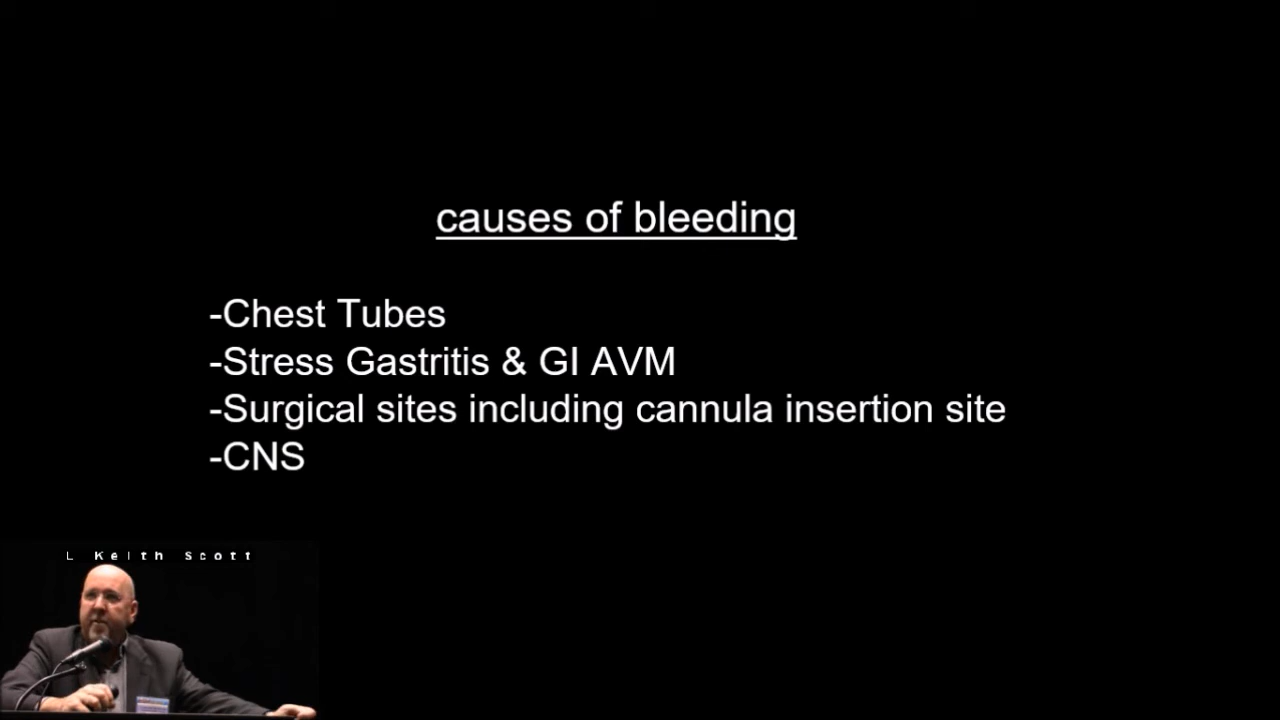 causes of bleeding
-Chest Tubes
-Stress Gastritis & GI AVM
-Surgical sites including cannula insertion site
-CNS
L Keith Scott